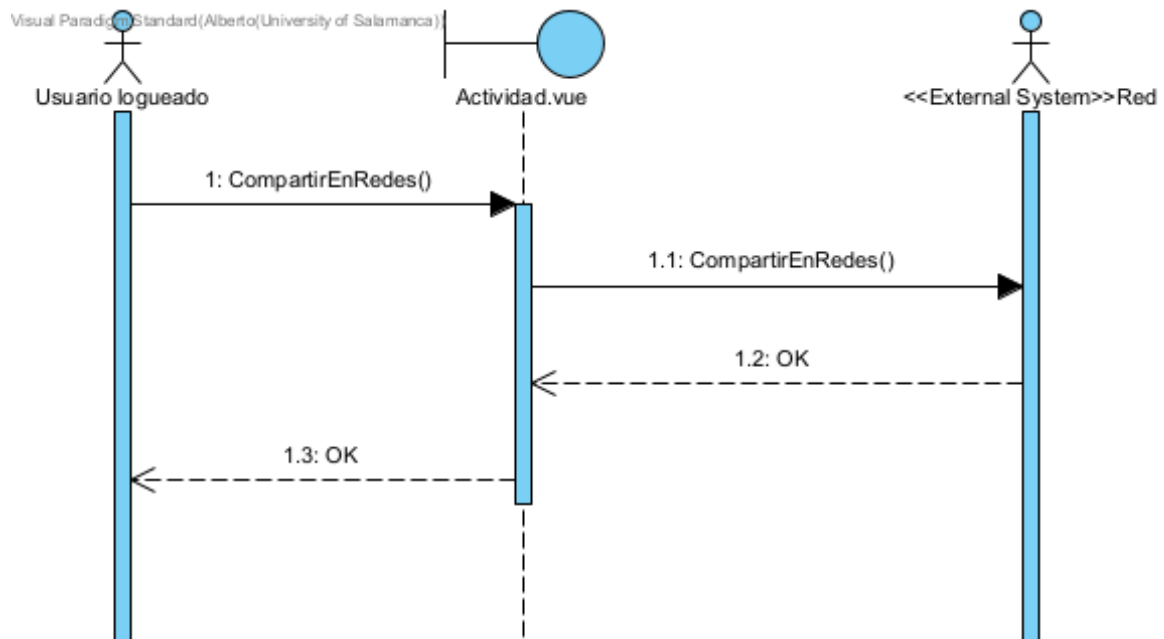 Visual Paradigm Standard(Alberto(University of Salamanca))
Usuario logueado
Actividad.vue
<<External System>>Red
1: CompartirEnRedes()
1.1: CompartirEnRedes()
1.2: OK
1.3: OK